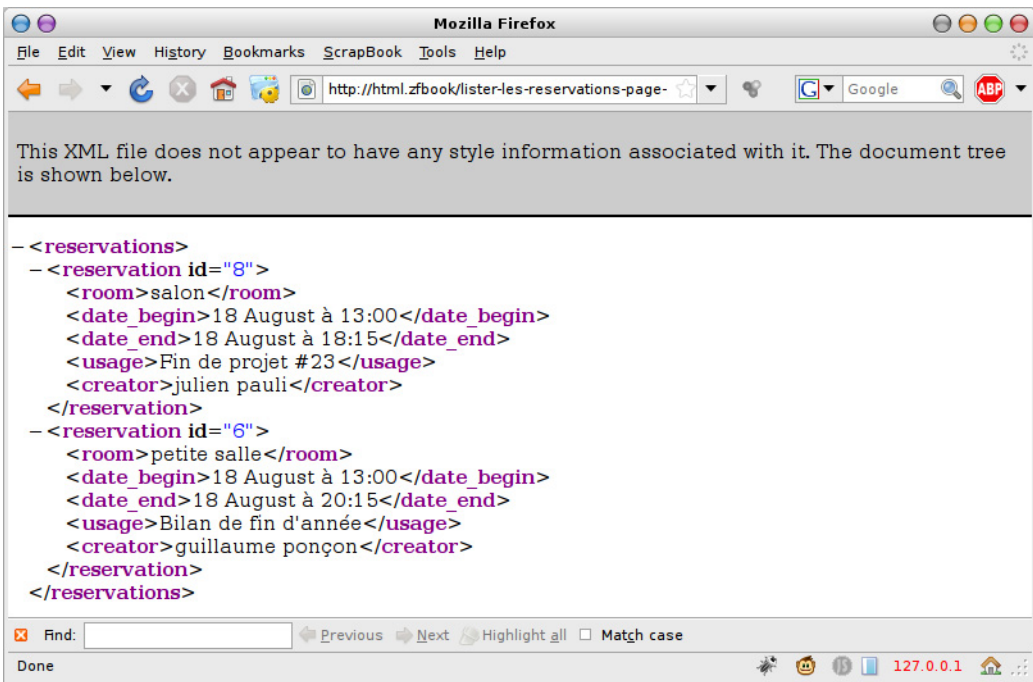 Mozilla Firefox
File Edit View History Bookmarks ScrapBook Tools Help
http://html.zfbook/lister-les-reservations-page- G Google ABP
This XML file does not appear to have any style information associated with it. The document tree
is shown below.
– <reservations>
– <reservation id="8">
<room>salon</room>
<date_begin>18 August à 13:00</date_begin>
<date_end>18 August à 18:15</date_end>
<usage>Fin de projet #23</usage>
<creator>julien pauli</creator>
</reservation>
– <reservation id="6">
<room>petite salle</room>
<date_begin>18 August à 13:00</date_begin>
<date_end>18 August à 20:15</date_end>
<usage>Bilan de fin d'année</usage>
<creator>guillaume ponçon</creator>
</reservation>
</reservations>
Find: Previous Next Highlight all Match case
Done 127.0.0.1